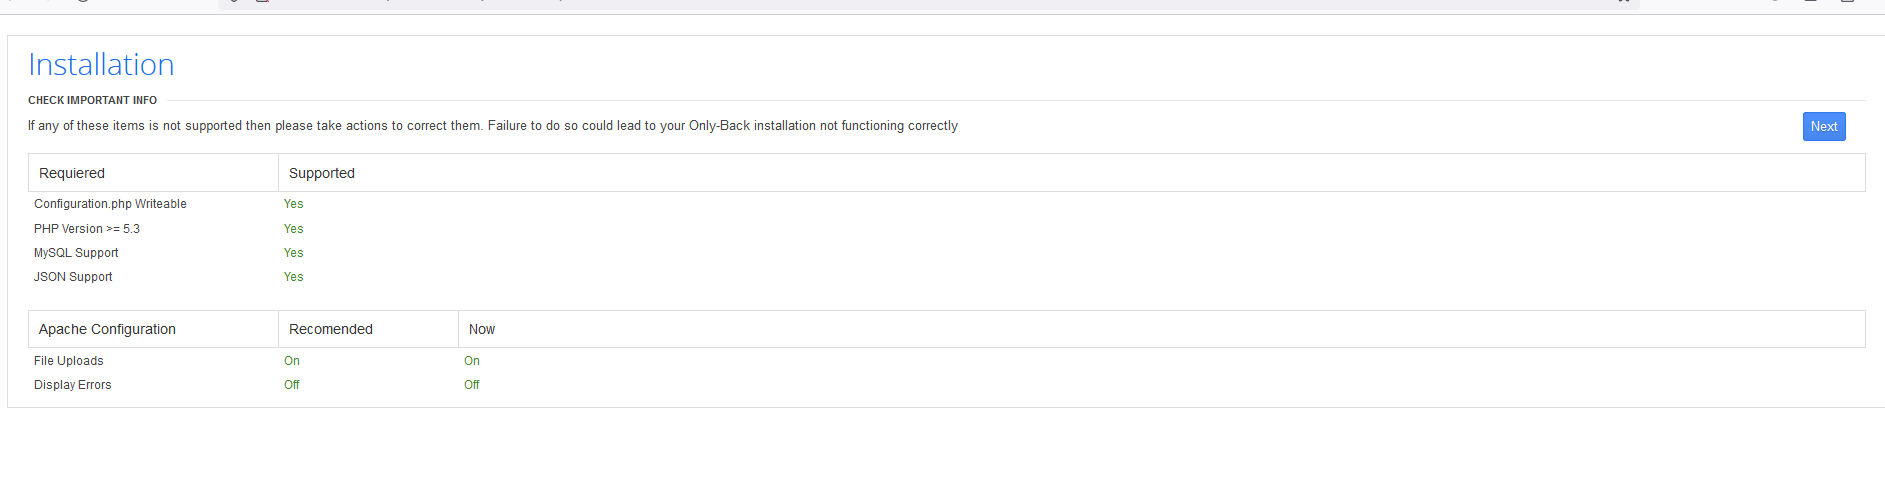 Installation
CHECK IMPORTANT INFO
If any of these items is not supported then please take actions to correct them. Failure to do so could lead to your Only-Back installation not functioning correctly
Next
Requiered Supported
Configuration.php Writeable Yes
PHP Version >= 5.3 Yes
MySQL Support Yes
JSON Support Yes
Apache Configuration Recomended Now
File Uploads On On
Display Errors Off Off